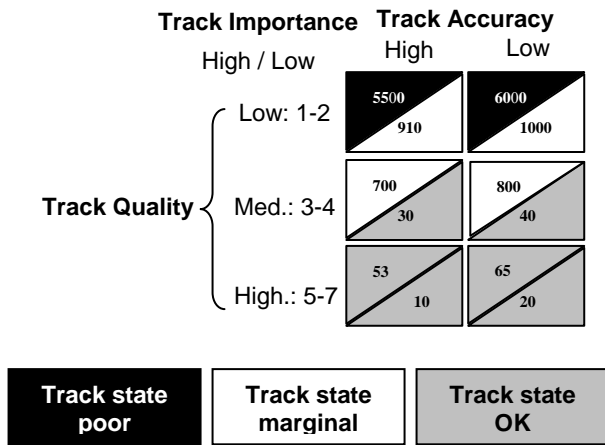 Track Importance Track Accuracy
High / Low High Low
Low: 1-2 5500 6000
910 1000
700 800
Track Quality Med.: 3-4
30 40
53 65
High.: 5-7 10 20
Track state poor
Track state marginal
Track state OK